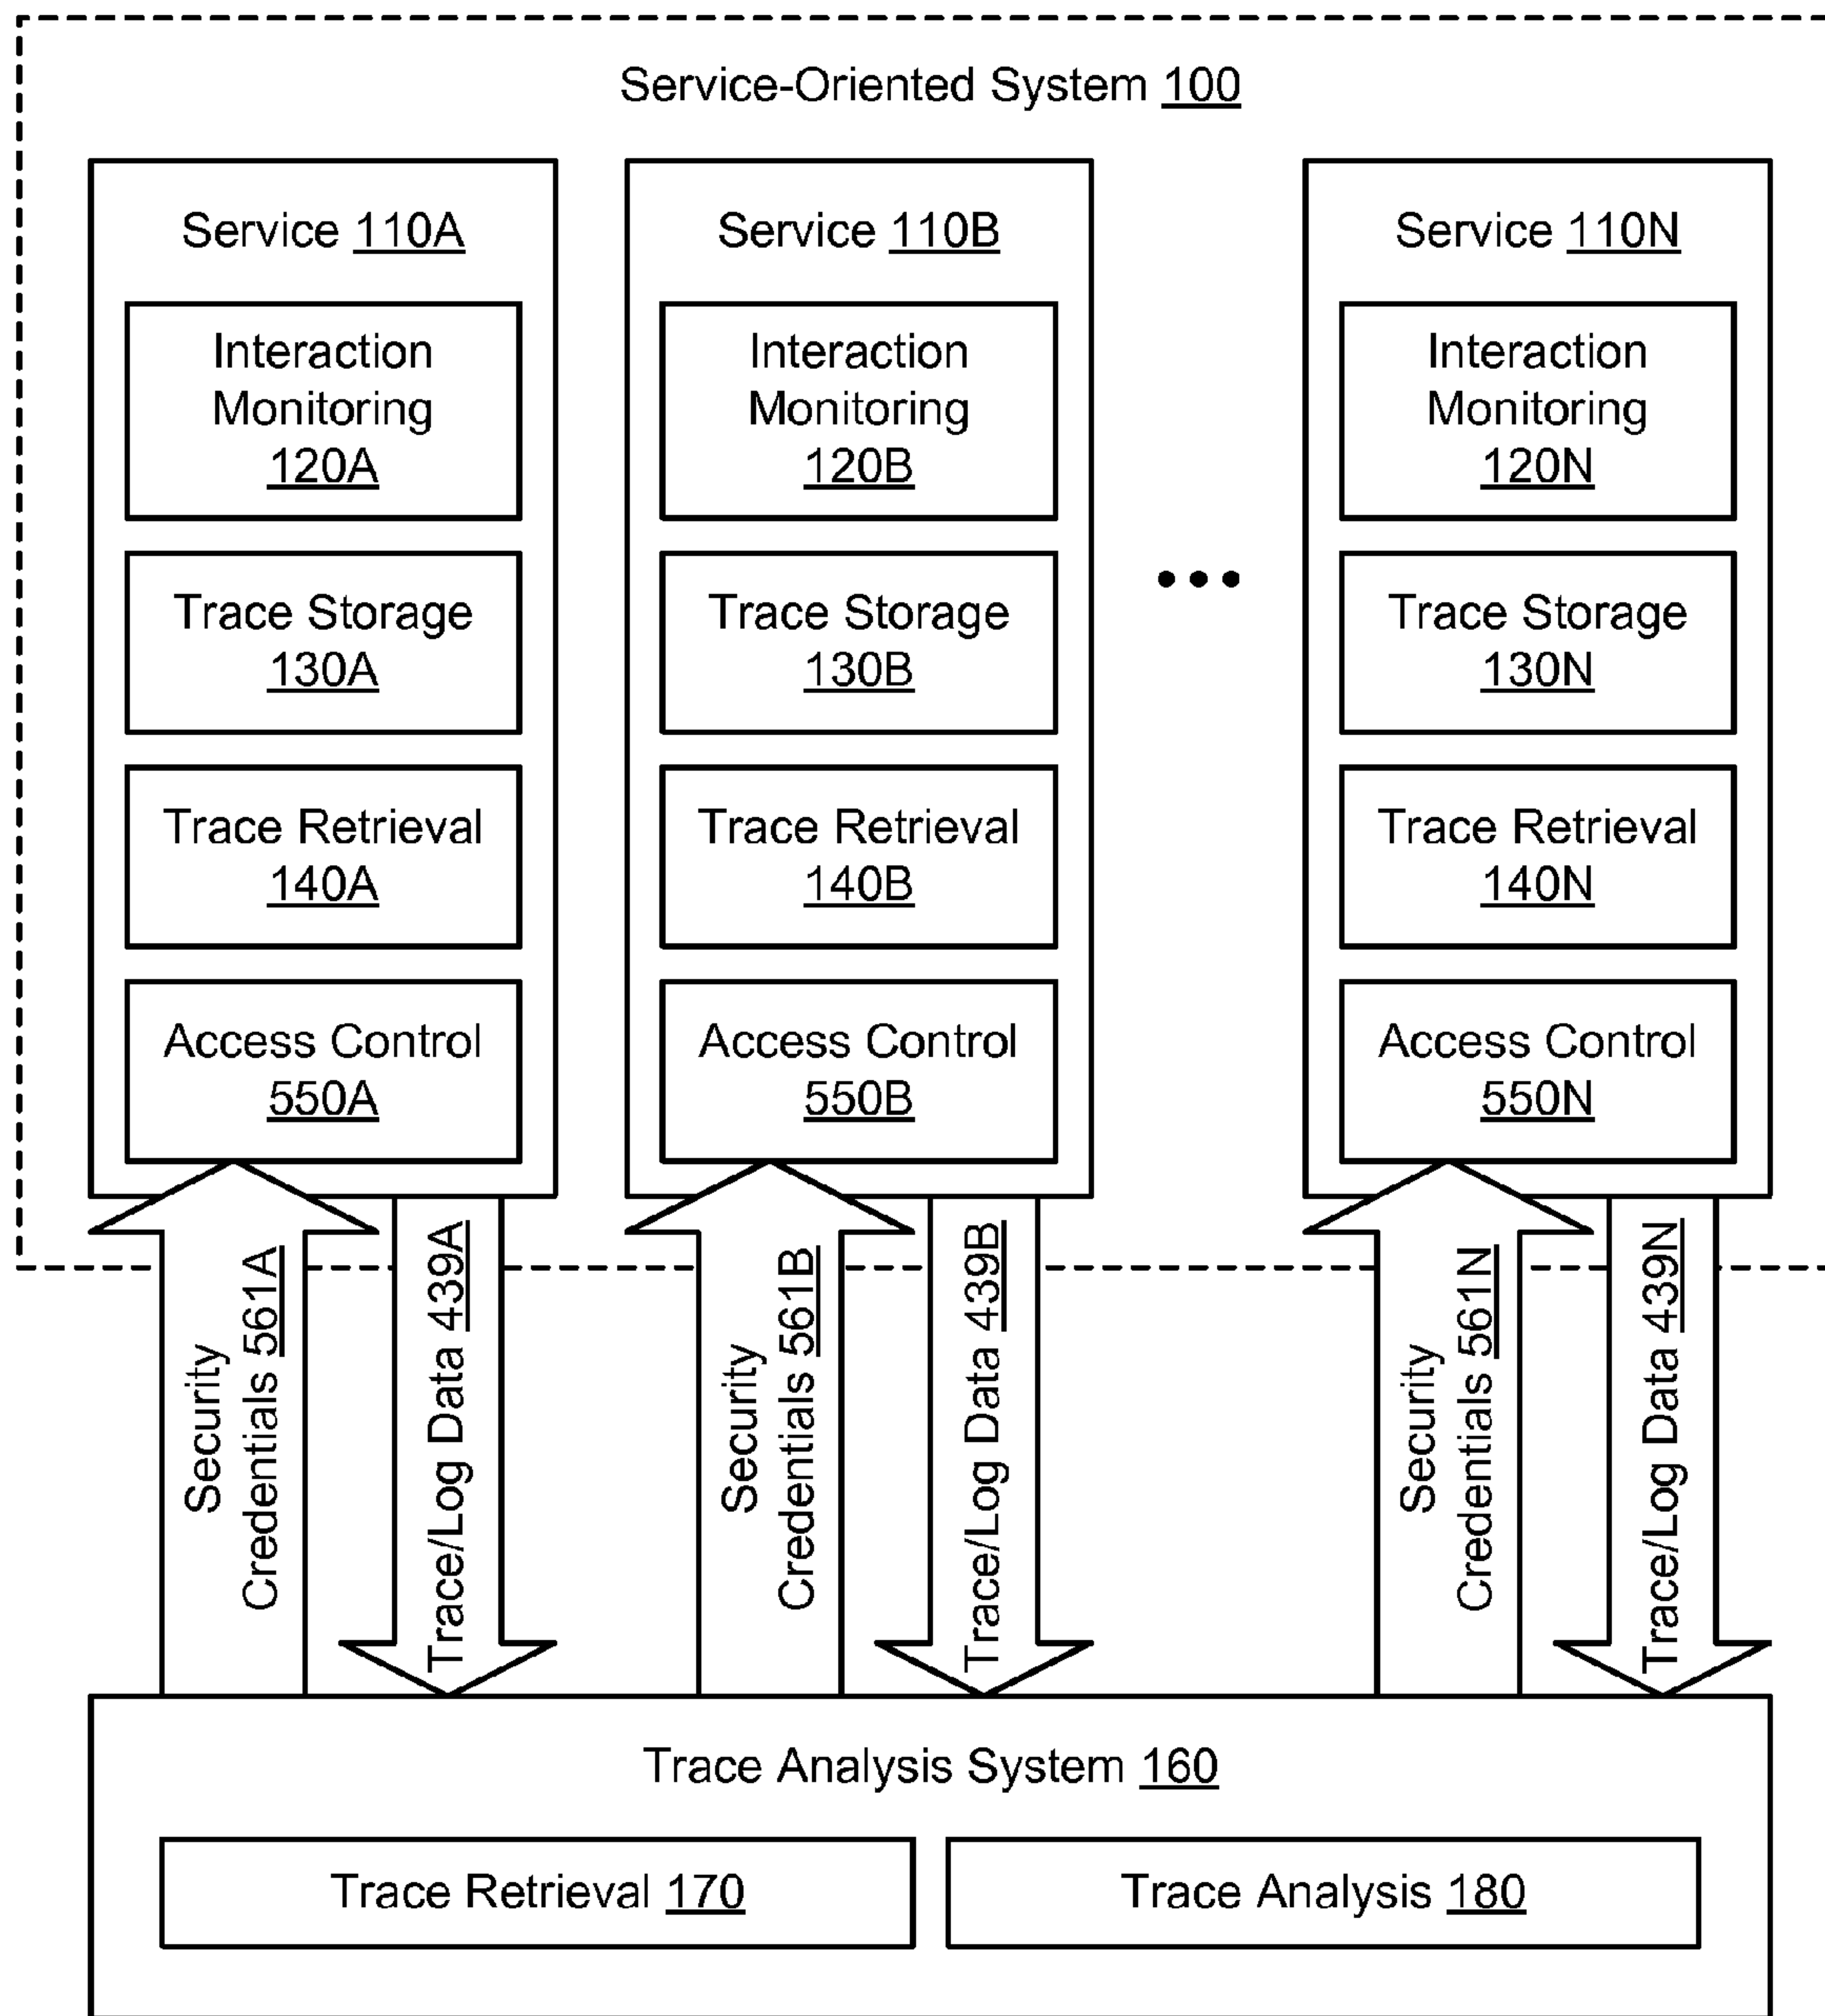 Service-Oriented System 100
Service 110A
Interaction
Monitoring
120A
Trace Storage
130A
Trace Retrieval
140A
Access Control
550A
Service 110B
Interaction
Monitoring
120B
Trace Storage
130B
Trace Retrieval
140B
Access Control
550B
...
Service 110N
Interaction
Monitoring
120N
Trace Storage
130N
Trace Retrieval
140N
Access Control
550N
Security
Credentials 561A
Trace/Log Data 439A
Security
Credentials 561B
Trace/Log Data 439B
Security
Credentials 561N
Trace/Log Data 439N
Trace Analysis System 160
Trace Retrieval 170
Trace Analysis 180